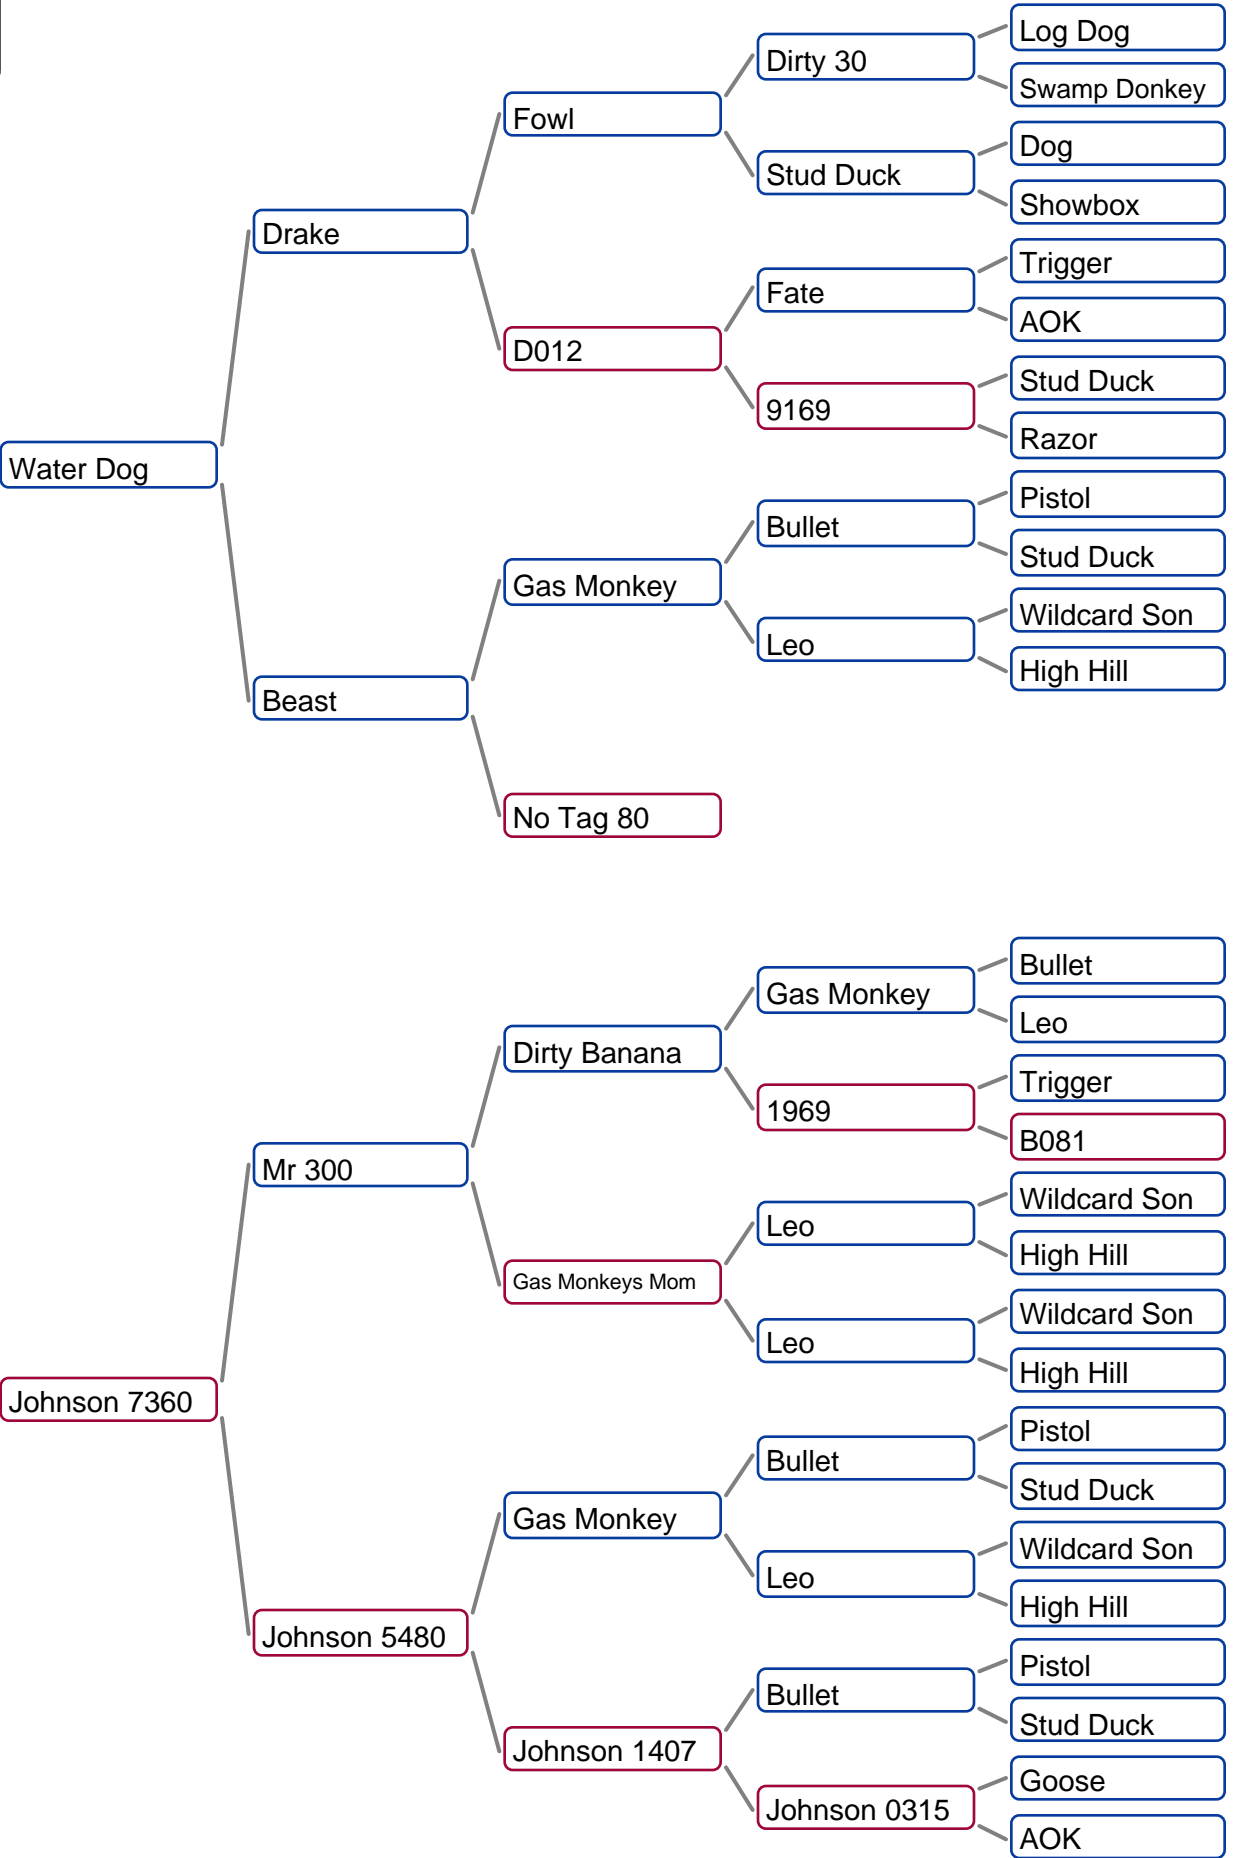 Log Dog
Dirty 30
Swamp Donkey
Fowl
Dog
Stud Duck
Showbox
Drake
Trigger
Fate
AOK
D012
Stud Duck
9169
Razor
Water Dog
Pistol
Bullet
Stud Duck
Gas Monkey
Wildcard Son
Leo
High Hill
Beast
No Tag 80
Bullet
Gas Monkey
Leo
Dirty Banana
Trigger
1969
B081
Mr 300
Wildcard Son
Leo
High Hill
Gas Monkeys Mom
Wildcard Son
Leo
High Hill
Johnson 7360
Pistol
Bullet
Stud Duck
Gas Monkey
Wildcard Son
Leo
High Hill
Johnson 5480
Pistol
Bullet
Stud Duck
Johnson 1407
Goose
Johnson 0315
AOK